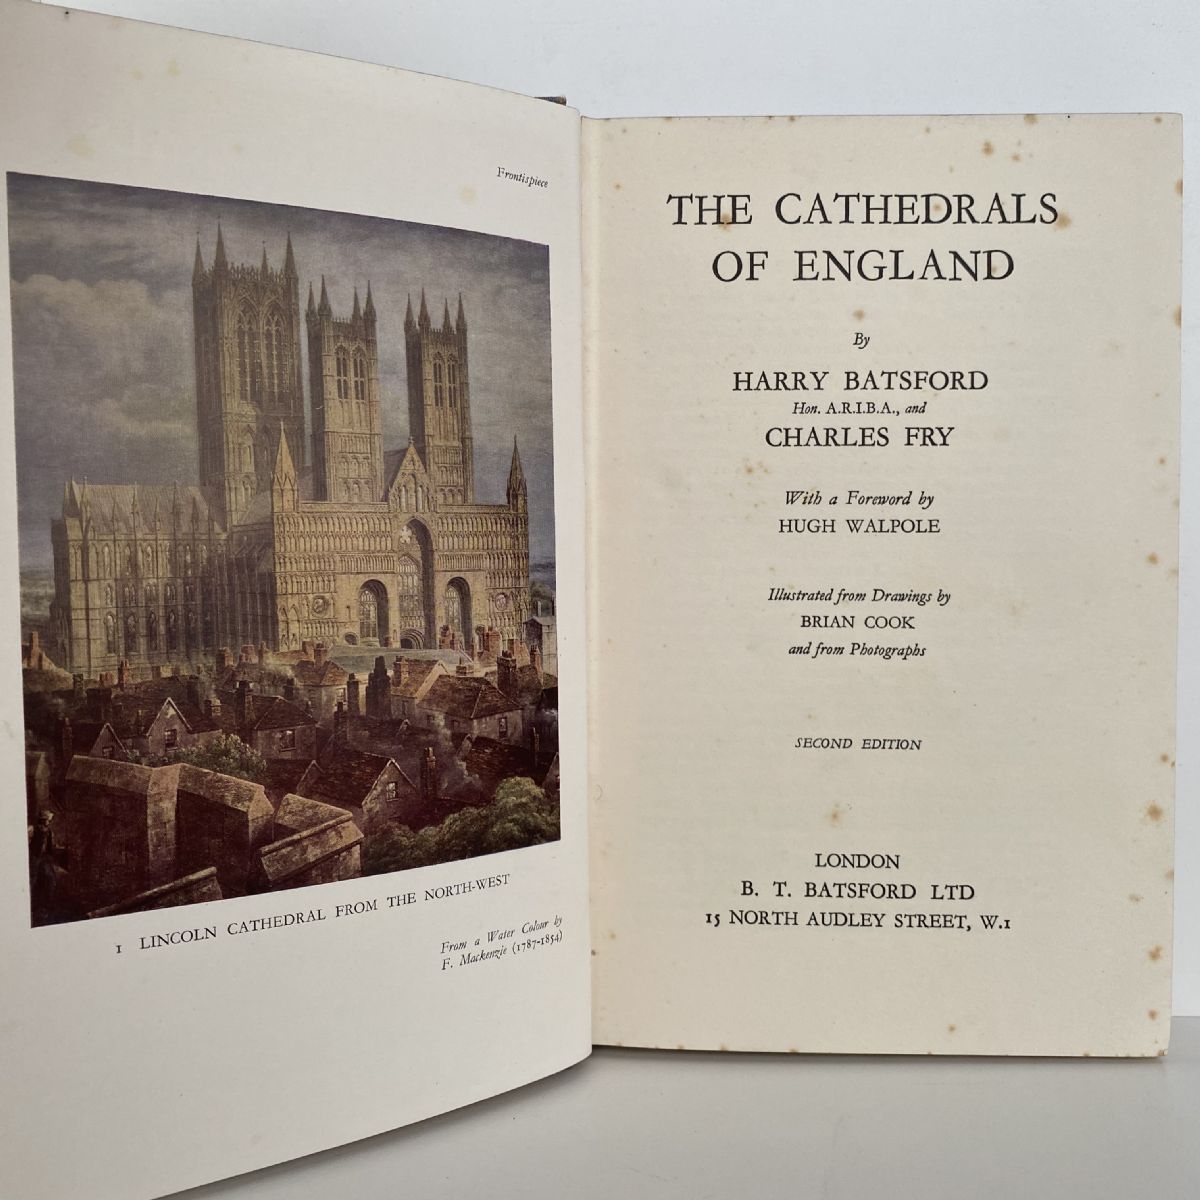 Frontispiece
1 LINCOLN CATHEDRAL FROM THE NORTH-WEST
From a Water Colour by
F. Mackenzie (1787-1854)
THE CATHEDRALS
OF ENGLAND
By
HARRY BATSFORD
Hon. A.R.I.B.A., and
CHARLES FRY
With a Foreword by
HUGH WALPOLE
Illustrated from Drawings by
BRIAN COOK
and from Photographs
SECOND EDITION
LONDON
B. T. BATSFORD LTD
15 NORTH AUDLEY STREET, W.1